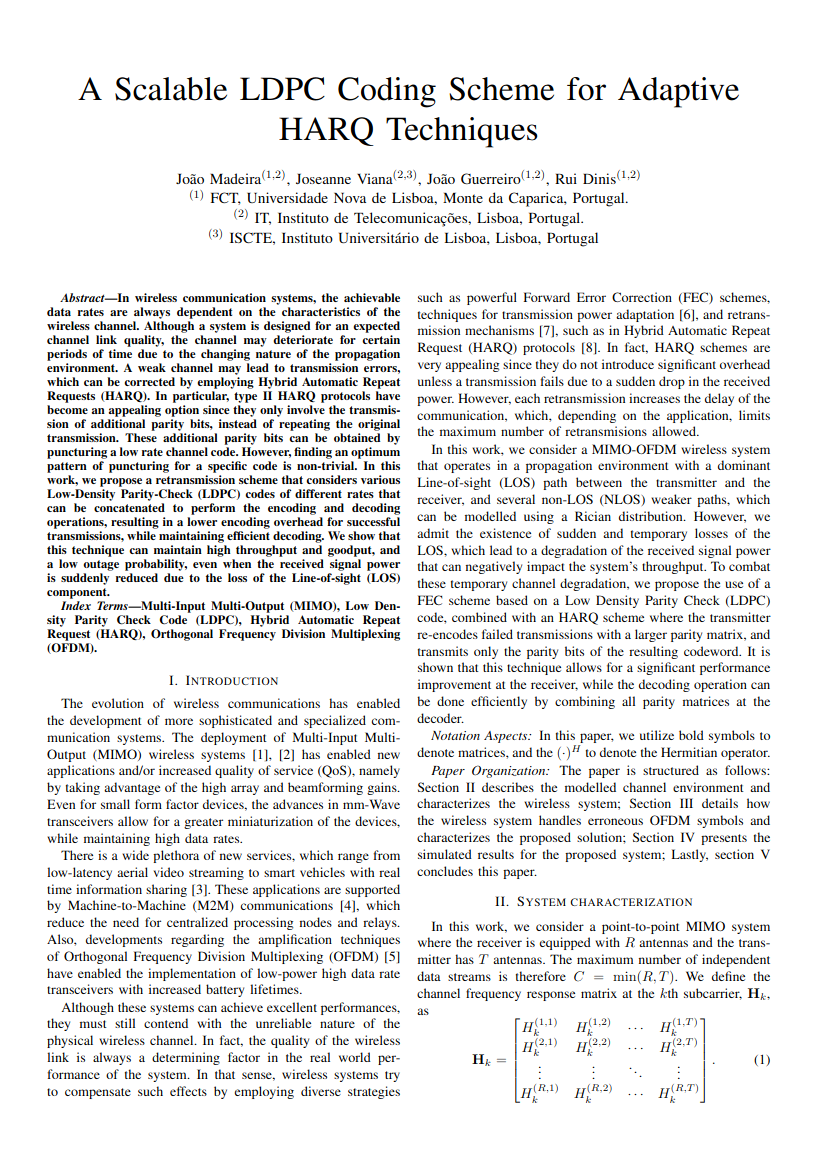 A Scalable LDPC Coding Scheme for Adaptive
HARQ Techniques
João Madeira(1,2), Joseanne Viana(2,3), João Guerreiro(1,2), Rui Dinis(1,2)
(1) FCT, Universidade Nova de Lisboa, Monte da Caparica, Portugal.
(2) IT, Instituto de Telecomunicações, Lisboa, Portugal.
(3) ISCTE, Instituto Universitário de Lisboa, Lisboa, Portugal
Abstract—In wireless communication systems, the achievable
data rates are always dependent on the characteristics of the
wireless channel. Although a system is designed for an expected
channel link quality, the channel may deteriorate for certain
periods of time due to the changing nature of the propagation
environment. A weak channel may lead to transmission errors,
which can be corrected by employing Hybrid Automatic Repeat
Requests (HARQ). In particular, type II HARQ protocols have
become an appealing option since they only involve the transmis-
sion of additional parity bits, instead of repeating the original
transmission. These additional parity bits can be obtained by
puncturing a low rate channel code. However, finding an optimum
pattern of puncturing for a specific code is non-trivial. In this
work, we propose a retransmission scheme that considers various
Low-Density Parity-Check (LDPC) codes of different rates that
can be concatenated to perform the encoding and decoding
operations, resulting in a lower encoding overhead for successful
transmissions, while maintaining efficient decoding. We show that
this technique can maintain high throughput and goodput, and
a low outage probability, even when the received signal power
is suddenly reduced due to the loss of the Line-of-sight (LOS)
component.
Index Terms—Multi-Input Multi-Output (MIMO), Low Den-
sity Parity Check Code (LDPC), Hybrid Automatic Repeat
Request (HARQ), Orthogonal Frequency Division Multiplexing
(OFDM).
I. INTRODUCTION
The evolution of wireless communications has enabled
the development of more sophisticated and specialized com-
munication systems. The deployment of Multi-Input Multi-
Output (MIMO) wireless systems [1], [2] has enabled new
applications and/or increased quality of service (QoS), namely
by taking advantage of the high array and beamforming gains.
Even for small form factor devices, the advances in mm-Wave
transceivers allow for a greater miniaturization of the devices,
while maintaining high data rates.
There is a wide plethora of new services, which range from
low-latency aerial video streaming to smart vehicles with real
time information sharing [3]. These applications are supported
by Machine-to-Machine (M2M) communications [4], which
reduce the need for centralized processing nodes and relays.
Also, developments regarding the amplification techniques
of Orthogonal Frequency Division Multiplexing (OFDM) [5]
have enabled the implementation of low-power high data rate
transceivers with increased battery lifetimes.
Although these systems can achieve excellent performances,
they must still contend with the unreliable nature of the
physical wireless channel. In fact, the quality of the wireless
link is always a determining factor in the real world per-
formance of the system. In that sense, wireless systems try
to compensate such effects by employing diverse strategies
such as powerful Forward Error Correction (FEC) schemes,
techniques for transmission power adaptation [6], and retrans-
mission mechanisms [7], such as in Hybrid Automatic Repeat
Request (HARQ) protocols [8]. In fact, HARQ schemes are
very appealing since they do not introduce significant overhead
unless a transmission fails due to a sudden drop in the received
power. However, each retransmission increases the delay of the
communication, which, depending on the application, limits
the maximum number of retransmisions allowed.
In this work, we consider a MIMO-OFDM wireless system
that operates in a propagation environment with a dominant
Line-of-sight (LOS) path between the transmitter and the
receiver, and several non-LOS (NLOS) weaker paths, which
can be modelled using a Rician distribution. However, we
admit the existence of sudden and temporary losses of the
LOS, which lead to a degradation of the received signal power
that can negatively impact the system's throughput. To combat
these temporary channel degradation, we propose the use of a
FEC scheme based on a Low Density Parity Check (LDPC)
code, combined with an HARQ scheme where the transmitter
re-encodes failed transmissions with a larger parity matrix, and
transmits only the parity bits of the resulting codeword. It is
shown that this technique allows for a significant performance
improvement at the receiver, while the decoding operation can
be done efficiently by combining all parity matrices at the
decoder.
Notation Aspects: In this paper, we utilize bold symbols to
denote matrices, and the (·)^H to denote the Hermitian operator.
Paper Organization: The paper is structured as follows:
Section II describes the modelled channel environment and
characterizes the wireless system; Section III details how
the wireless system handles erroneous OFDM symbols and
characterizes the proposed solution; Section IV presents the
simulated results for the proposed system; Lastly, section V
concludes this paper.
II. SYSTEM CHARACTERIZATION
In this work, we consider a point-to-point MIMO system
where the receiver is equipped with R antennas and the trans-
mitter has T antennas. The maximum number of independent
data streams is therefore C = min(R, T). We define the
channel frequency response matrix at the kth subcarrier, H_k,
as
H_k = [ H_k^(1,1) H_k^(1,2) ⋯ H_k^(1,T)
H_k^(2,1) H_k^(2,2) ⋯ H_k^(2,T)
⋮ ⋮ ⋱ ⋮
H_k^(R,1) H_k^(R,2) ⋯ H_k^(R,T) ] . (1)